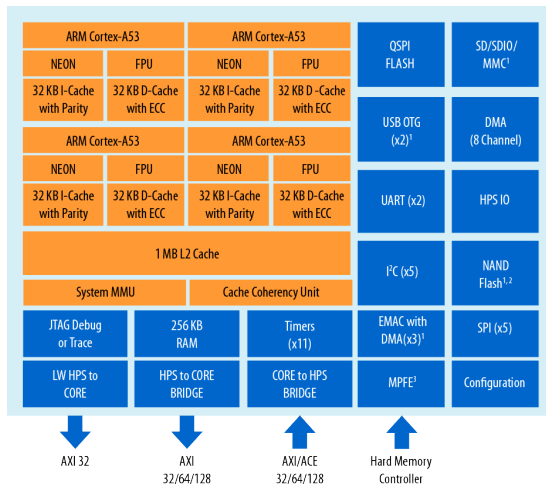 ARM Cortex-A53
ARM Cortex-A53
NEON
FPU
NEON
FPU
32 KB I-Cache
with Parity
32 KB D-Cache
with ECC
32 KB I-Cache
with Parity
32 KB D -Cache
with ECC
ARM Cortex-A53
ARM Cortex-A53
NEON
FPU
NEON
FPU
32 KB I-Cache
with Parity
32 KB D-Cache
with ECC
32 KB I-Cache
with Parity
32 KB D-Cache
with ECC
1 MB L2 Cache
System MMU
Cache Coherency Unit
JTAG Debug
or Trace
256 KB
RAM
Timers
(x11)
LW HPS to
CORE
HPS to CORE
BRIDGE
CORE to HPS
BRIDGE
QSPI
FLASH
SD/SDIO/
MMC¹
USB OTG
(x2)¹
DMA
(8 Channel)
UART (x2)
HPS IO
I²C (x5)
NAND
Flash¹˒²
EMAC with
DMA(x3)¹
SPI (x5)
MPFE³
Configuration
AXI 32
AXI
32/64/128
AXI/ACE
32/64/128
Hard Memory
Controller